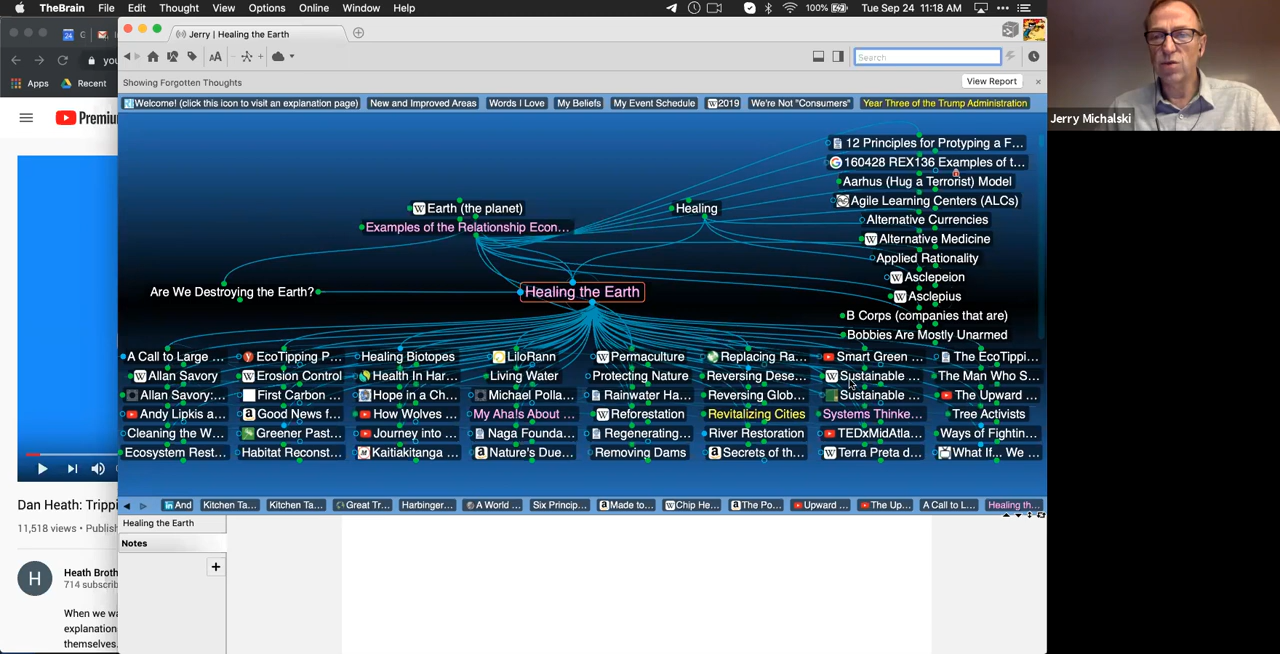 TheBrain File Edit Thought View Options Online Window Help 100% Tue Sep 24 11:18 AM
Jerry | Healing the Earth
24
Apps Recent
Search
Showing Forgotten Thoughts
View Report
Welcome! (click this icon to visit an explanation page) New and Improved Areas Words I Love My Beliefs My Event Schedule 2019 We're Not "Consumers" Year Three of the Trump Administration
Premiu
Jerry Michalski
12 Principles for Protyping a F...
160428 REX136 Examples of t...
Aarhus (Hug a Terrorist) Model
Agile Learning Centers (ALCs)
Alternative Currencies
Alternative Medicine
Applied Rationality
Asclepeion
Asclepius
B Corp (companies that are)
Bobbies Are Mostly Unarmed
Earth (the planet)
Examples of the Relationship Econ...
Healing
Are We Destroying the Earth?
Healing the Earth
A Call to Large ... EcoTipping P... Healing Biotopes LiloRann Permaculture Replacing Ra... Smart Green ... The EcoTippi...
Allan Savory Erosion Control Health In Har... Living Water Protecting Nature Reversing Dese... Sustainable ... The Man Who S...
Allan Savory:... First Carbon ... Hope in a Ch... Michael Polla... Rainwater Ha... Reversing Glob... Sustainable ... The Upward ...
Andy Lipkis a... Good News f... How Wolves ... My Aha!s About ... Reforestation Revitalizing Cities Systems Thinke... Tree Activists
Cleaning the W... Greener Past... Journey into ... Naga Founda... Regenerating... River Restoration TEDxMidAtla... Ways of Fightin...
Ecosystem Rest... Habitat Reconst... Kaitiakitanga ... Nature's Due... Removing Dams Secrets of th... Terra Preta d... What If... We ...
And Kitchen Ta... Kitchen Ta... Great Tr... Harbinger... A World ... Six Princip... Made to... Chip He... The Po... Upward ... The Up... A Call to L... Healing th...
Healing the Earth
Notes
Dan Heath: Tripp
11,518 views • Publis
H
Heath Broth
714 subscrib
When we wa
explanation
themselves,